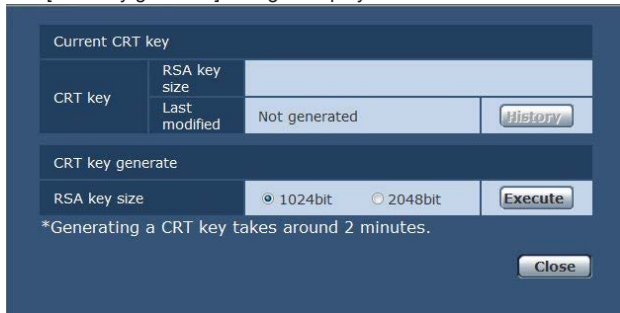 Current CRT key
CRT key
RSA key
size
Last
modified
Not generated
History
CRT key generate
RSA key size
1024bit
2048bit
Execute
*Generating a CRT key takes around 2 minutes.
Close